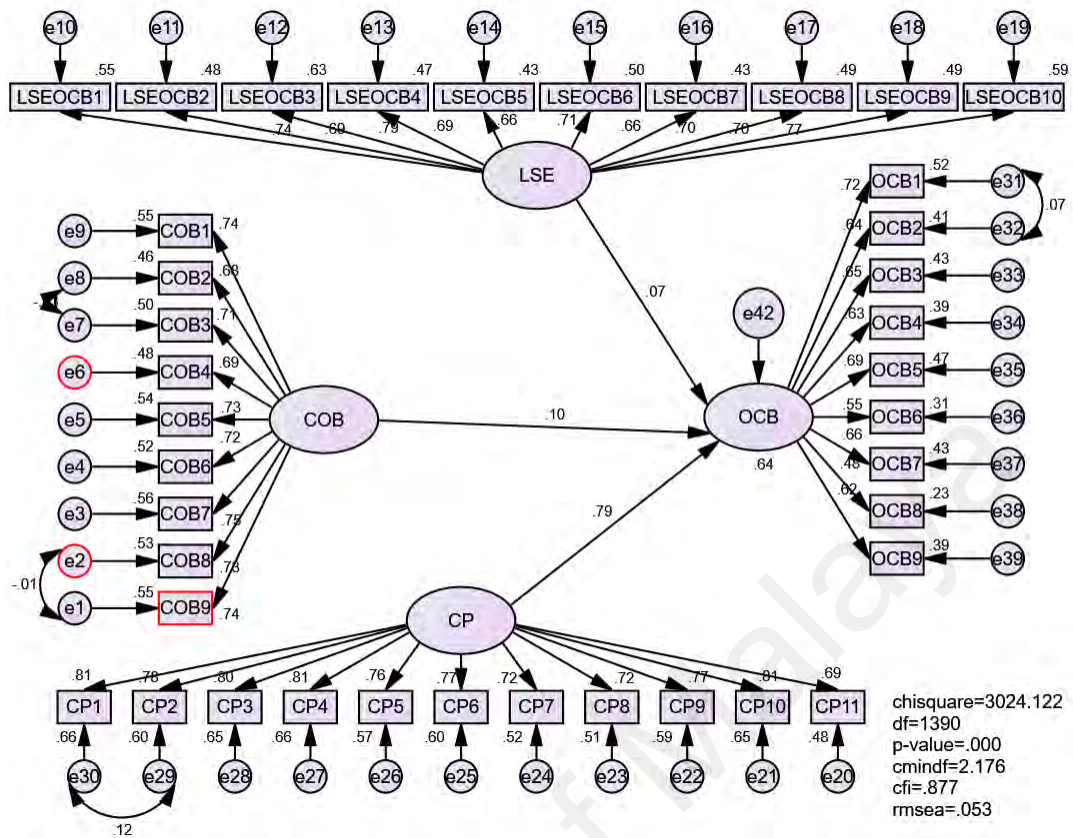 e10 e11 e12 e13 e14 e15 e16 e17 e18 e19
.55 .48 .63 .47 .43 .50 .43 .49 .49 .59
LSEOCB1 LSEOCB2 LSEOCB3 LSEOCB4 LSEOCB5 LSEOCB6 LSEOCB7 LSEOCB8 LSEOCB9 LSEOCB10
.74 .69 .79 .69 .66 .71 .66 .70 .70 .77
LSE
.72 OCB1 .52 e31
.07
.64 OCB2 .41 e32
.65 OCB3 .43 e33
.63 OCB4 .39 e34
.69 OCB5 .47 e35
.55 OCB6 .31 e36
.66 OCB7 .43 e37
.48 OCB8 .23 e38
.62 OCB9 .39 e39
e9 .55 COB1 .74
e8 .46 COB2 .68
e7 .50 COB3 .71
e6 .48 COB4 .69
e5 .54 COB5 .73
e4 .52 COB6 .72
e3 .56 COB7 .75
e2 .53 COB8 .73
-.01
e1 .55 COB9 .74
COB
.07
e42
.10
OCB
.64
.79
CP
.81 .78 .80 .81 .76 .77 .72 .72 .77 .81 .69
CP1 CP2 CP3 CP4 CP5 CP6 CP7 CP8 CP9 CP10 CP11
.66 .60 .65 .66 .57 .60 .52 .51 .59 .65 .48
e30 e29 e28 e27 e26 e25 e24 e23 e22 e21 e20
.12
chisquare=3024.122
df=1390
p-value=.000
cmindf=2.176
cfi=.877
rmsea=.053
of Malaya